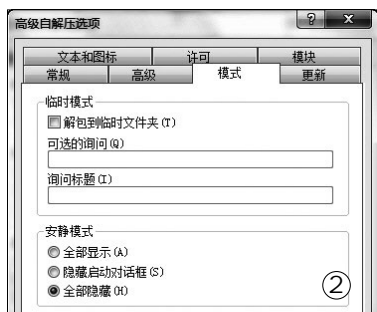 高级自解压选项
文本和图标 许可 模块
常规 高级 模式 更新
临时模式
解包到临时文件夹(T)
可选的询问(Q)
询问标题(I)
安静模式
全部显示(A)
隐藏启动对话框(S)
全部隐藏(H)
②